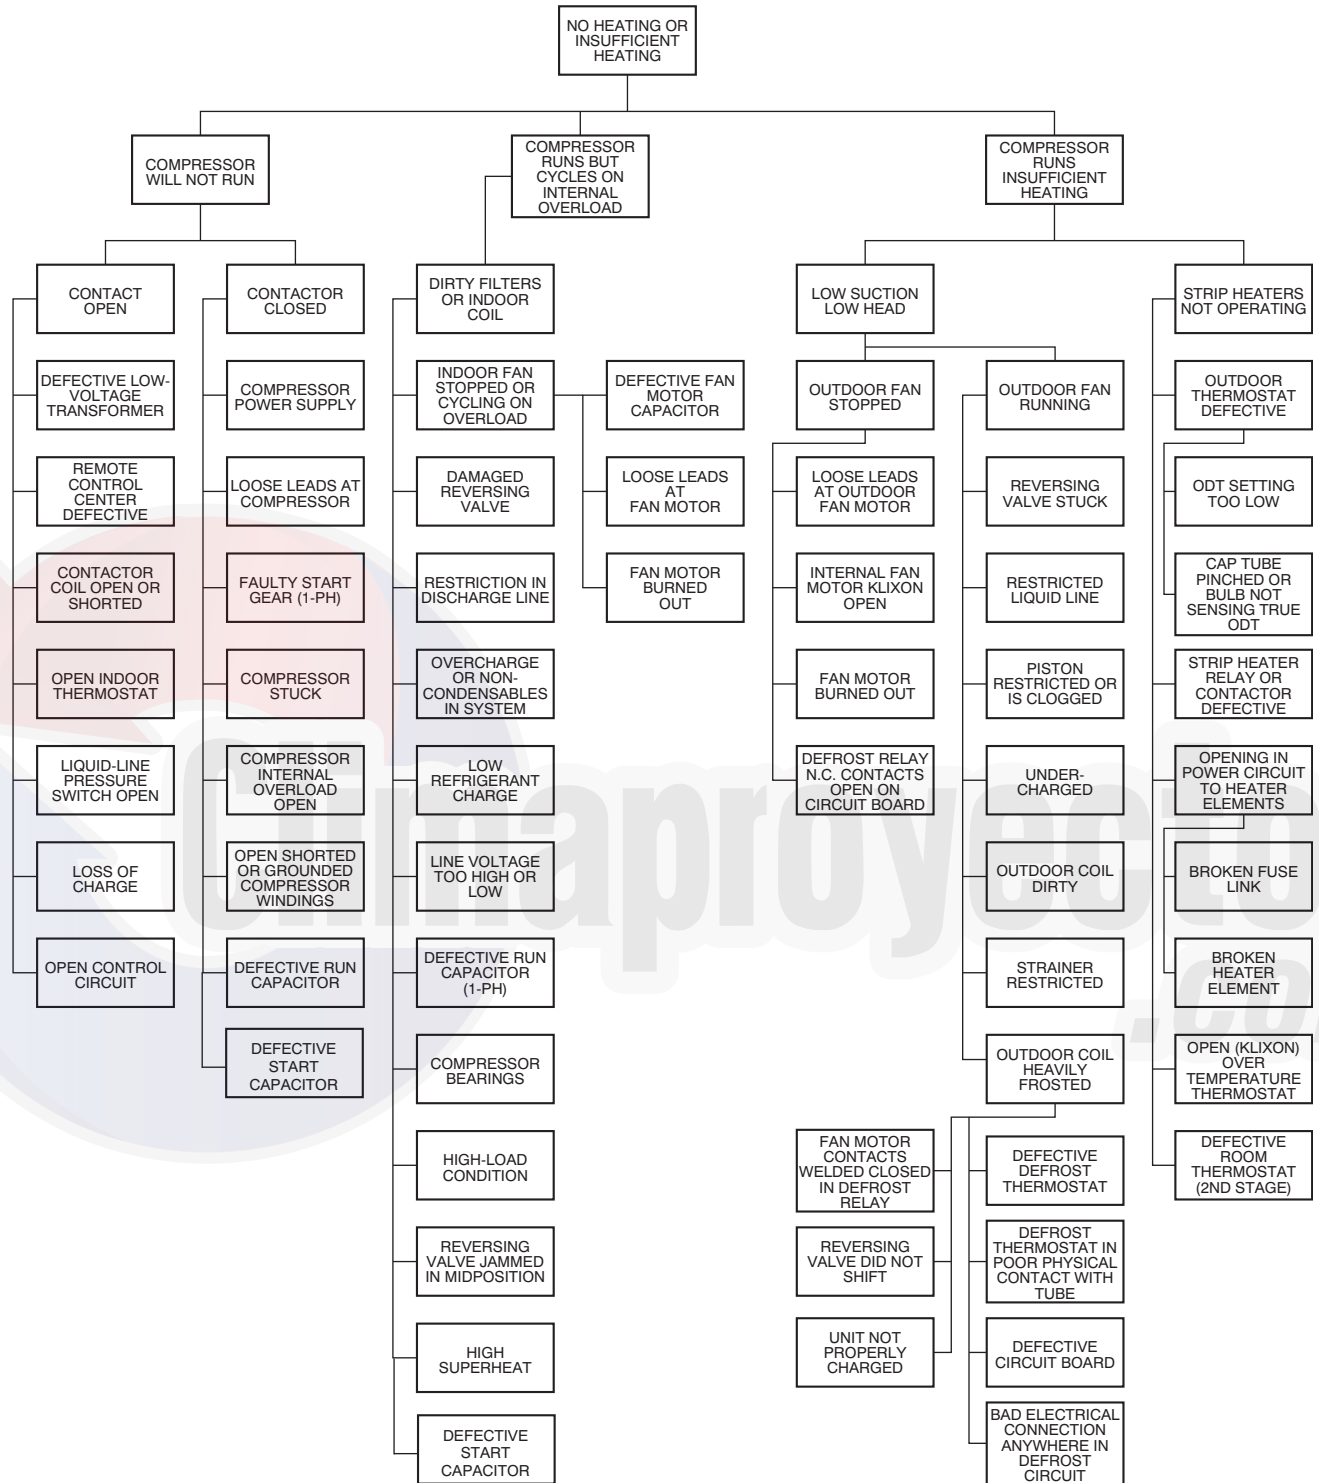 NO HEATING OR
INSUFFICIENT
HEATING
COMPRESSOR
WILL NOT RUN
COMPRESSOR
RUNS BUT
CYCLES ON
INTERNAL
OVERLOAD
COMPRESSOR
RUNS
INSUFFICIENT
HEATING
CONTACT
OPEN
DEFECTIVE LOW-
VOLTAGE
TRANSFORMER
REMOTE
CONTROL
CENTER
DEFECTIVE
CONTACTOR
COIL OPEN OR
SHORTED
OPEN INDOOR
THERMOSTAT
LIQUID-LINE
PRESSURE
SWITCH OPEN
LOSS OF
CHARGE
OPEN CONTROL
CIRCUIT
CONTACTOR
CLOSED
COMPRESSOR
POWER SUPPLY
LOOSE LEADS AT
COMPRESSOR
FAULTY START
GEAR (1-PH)
COMPRESSOR
STUCK
COMPRESSOR
INTERNAL
OVERLOAD
OPEN
OPEN SHORTED
OR GROUNDED
COMPRESSOR
WINDINGS
DEFECTIVE RUN
CAPACITOR
DEFECTIVE
START
CAPACITOR
DIRTY FILTERS
OR INDOOR
COIL
INDOOR FAN
STOPPED OR
CYCLING ON
OVERLOAD
DAMAGED
REVERSING
VALVE
RESTRICTION IN
DISCHARGE LINE
OVERCHARGE
OR NON-
CONDENSABLES
IN SYSTEM
LOW
REFRIGERANT
CHARGE
LINE VOLTAGE
TOO HIGH OR
LOW
DEFECTIVE RUN
CAPACITOR
(1-PH)
COMPRESSOR
BEARINGS
HIGH-LOAD
CONDITION
REVERSING
VALVE JAMMED
IN MIDPOSITION
HIGH
SUPERHEAT
DEFECTIVE
START
CAPACITOR
DEFECTIVE FAN
MOTOR
CAPACITOR
LOOSE LEADS
AT
FAN MOTOR
FAN MOTOR
BURNED
OUT
LOW SUCTION
LOW HEAD
OUTDOOR FAN
STOPPED
LOOSE LEADS
AT OUTDOOR
FAN MOTOR
INTERNAL FAN
MOTOR KLIXON
OPEN
FAN MOTOR
BURNED OUT
DEFROST RELAY
N.C. CONTACTS
OPEN ON
CIRCUIT BOARD
OUTDOOR FAN
RUNNING
REVERSING
VALVE STUCK
RESTRICTED
LIQUID LINE
PISTON
RESTRICTED OR
IS CLOGGED
UNDER-
CHARGED
OUTDOOR COIL
DIRTY
STRAINER
RESTRICTED
OUTDOOR COIL
HEAVILY
FROSTED
FAN MOTOR
CONTACTS
WELDED CLOSED
IN DEFROST
RELAY
REVERSING
VALVE DID NOT
SHIFT
UNIT NOT
PROPERLY
CHARGED
DEFECTIVE
DEFROST
THERMOSTAT
DEFROST
THERMOSTAT IN
POOR PHYSICAL
CONTACT WITH
TUBE
DEFECTIVE
CIRCUIT BOARD
BAD ELECTRICAL
CONNECTION
ANYWHERE IN
DEFROST
CIRCUIT
STRIP HEATERS
NOT OPERATING
OUTDOOR
THERMOSTAT
DEFECTIVE
ODT SETTING
TOO LOW
CAP TUBE
PINCHED OR
BULB NOT
SENSING TRUE
ODT
STRIP HEATER
RELAY OR
CONTACTOR
DEFECTIVE
OPENING IN
POWER CIRCUIT
TO HEATER
ELEMENTS
BROKEN FUSE
LINK
BROKEN
HEATER
ELEMENT
OPEN (KLIXON)
OVER
TEMPERATURE
THERMOSTAT
DEFECTIVE
ROOM
THERMOSTAT
(2ND STAGE)
Climaproyecto
.co